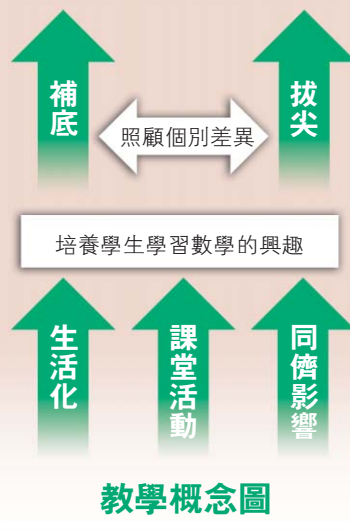 補底
拔尖
照顧個別差異
培養學生學習數學的興趣
生活化
課堂活動
同儕影響
教學概念圖